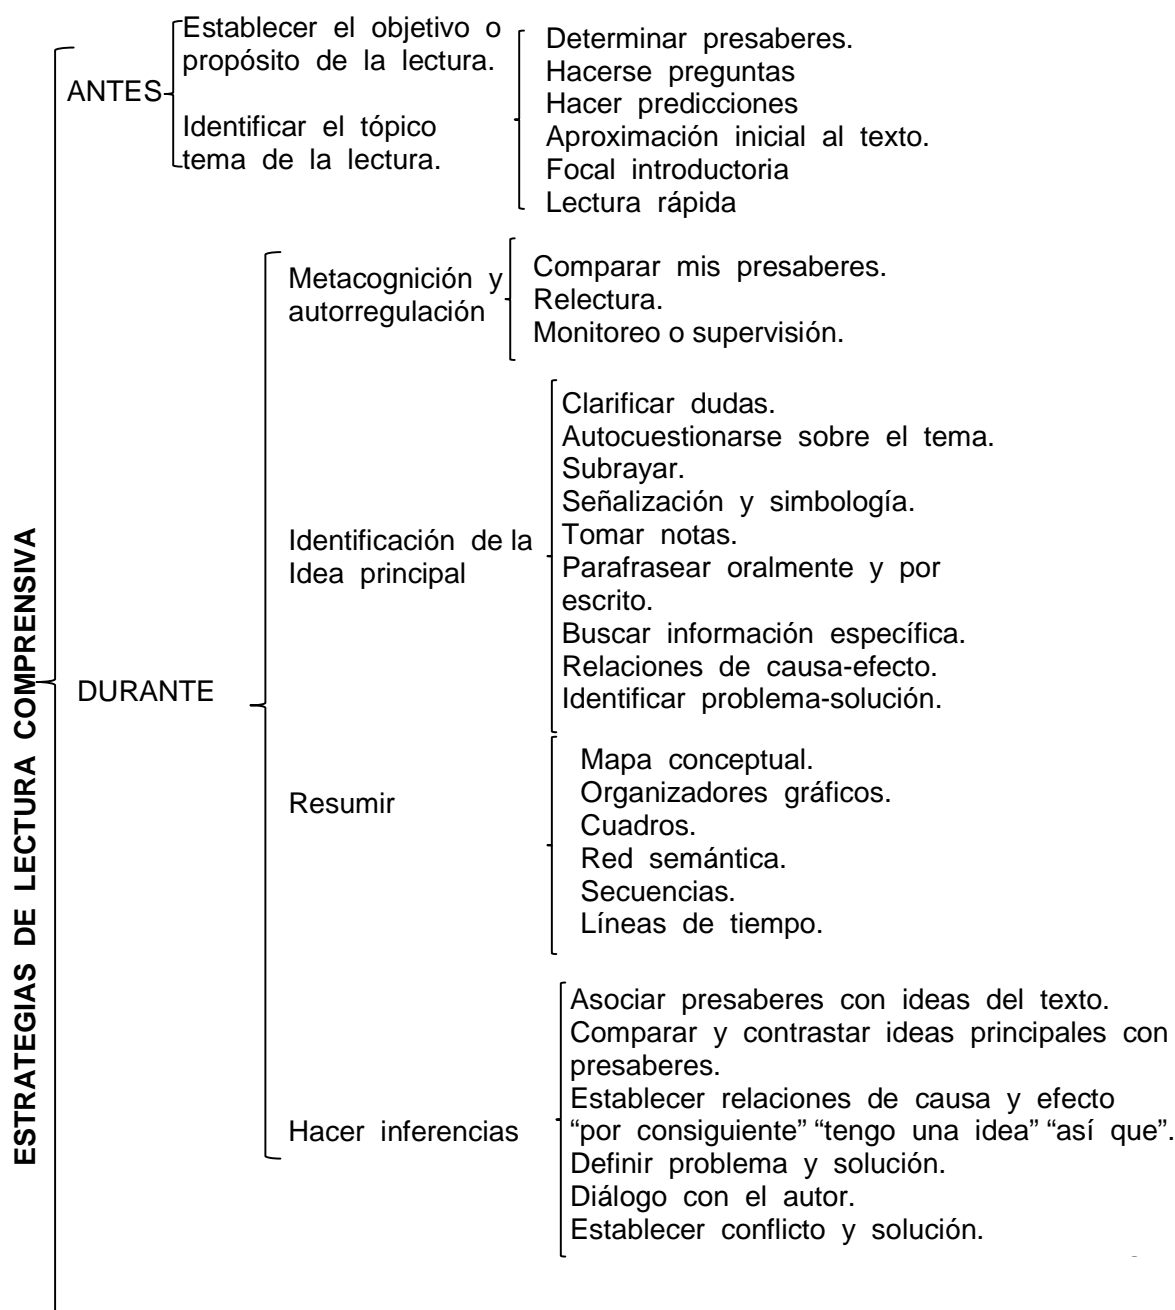 ESTRATEGIAS DE LECTURA COMPRENSIVA
ANTES
Establecer el objetivo o
propósito de la lectura.
Identificar el tópico
tema de la lectura.
Determinar presaberes.
Hacerse preguntas
Hacer predicciones
Aproximación inicial al texto.
Focal introductoria
Lectura rápida
DURANTE
Metacognición y
autorregulación
Comparar mis presaberes.
Relectura.
Monitoreo o supervisión.
Identificación de la
Idea principal
Clarificar dudas.
Autocuestionarse sobre el tema.
Subrayar.
Señalización y simbología.
Tomar notas.
Parafrasear oralmente y por
escrito.
Buscar información específica.
Relaciones de causa-efecto.
Identificar problema-solución.
Resumir
Mapa conceptual.
Organizadores gráficos.
Cuadros.
Red semántica.
Secuencias.
Líneas de tiempo.
Hacer inferencias
Asociar presaberes con ideas del texto.
Comparar y contrastar ideas principales con
presaberes.
Establecer relaciones de causa y efecto
“por consiguiente” “tengo una idea” “así que”.
Definir problema y solución.
Diálogo con el autor.
Establecer conflicto y solución.